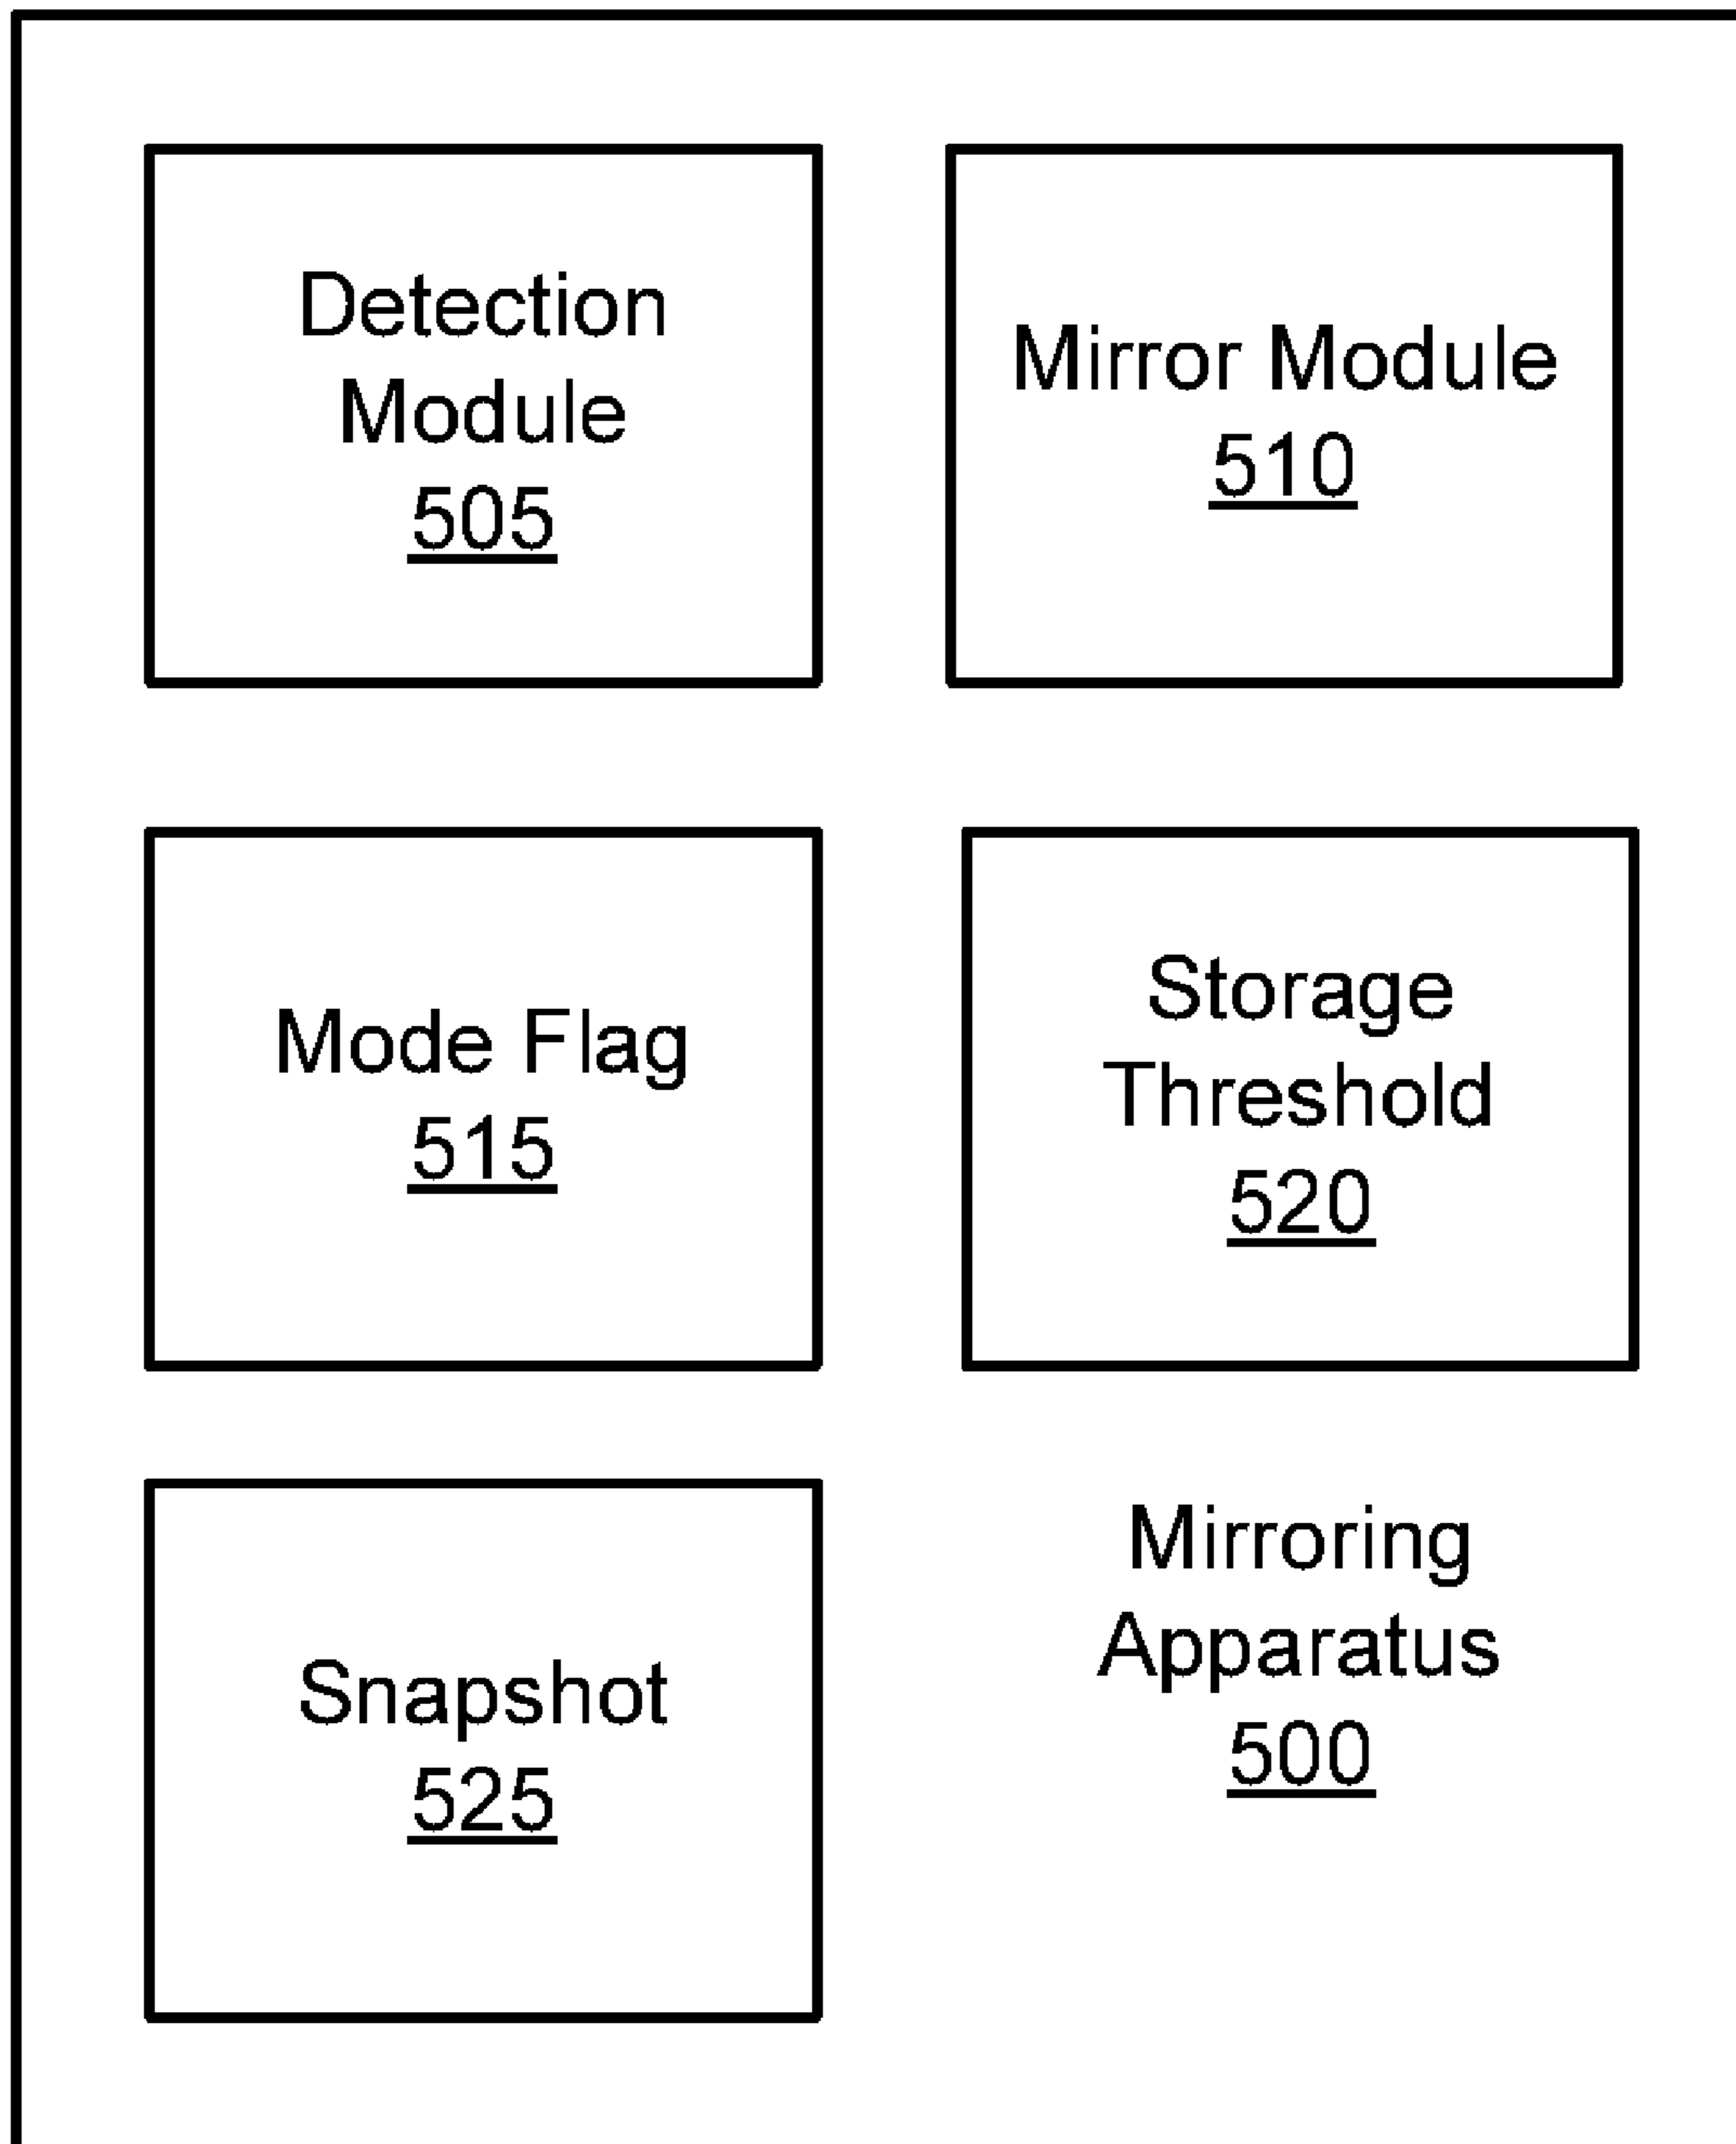 Detection
Module
505
Mirror Module
510
Mode Flag
515
Storage
Threshold
520
Snapshot
525
Mirroring
Apparatus
500